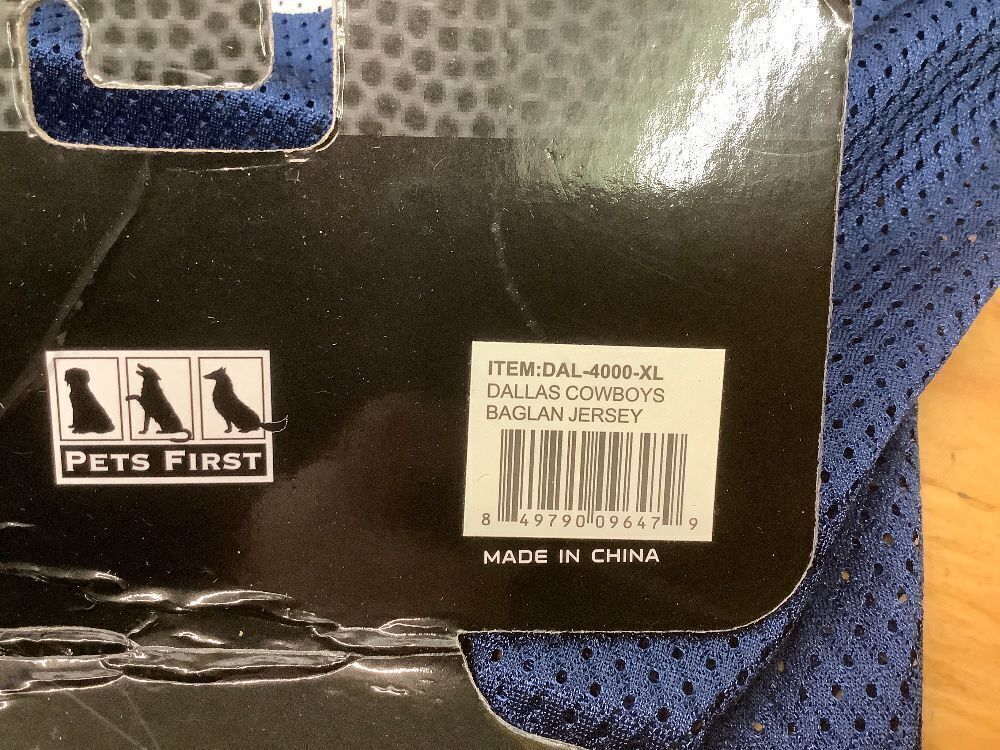 ITEM:DAL-4000-XL
DALLAS COWBOYS
BAGLAN JERSEY
8 49790 09647 9
MADE IN CHINA
PETS FIRST